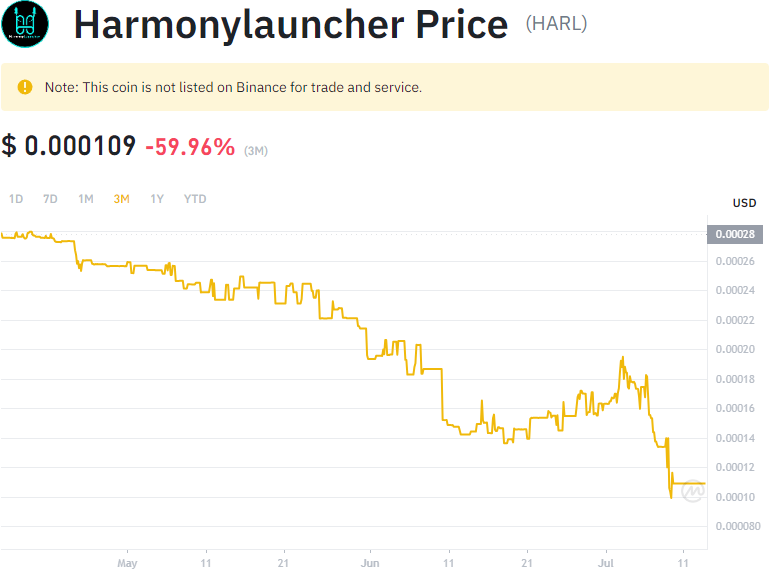 Harmonylauncher Price (HARL)
Note: This coin is not listed on Binance for trade and service.
$ 0.000109 -59.96% (3M)
1D 7D 1M 3M 1Y YTD
USD
0.00028
0.00026
0.00024
0.00022
0.00020
0.00018
0.00016
0.00014
0.00012
0.00010
0.000080
May 11 21 Jun 11 21 Jul 11